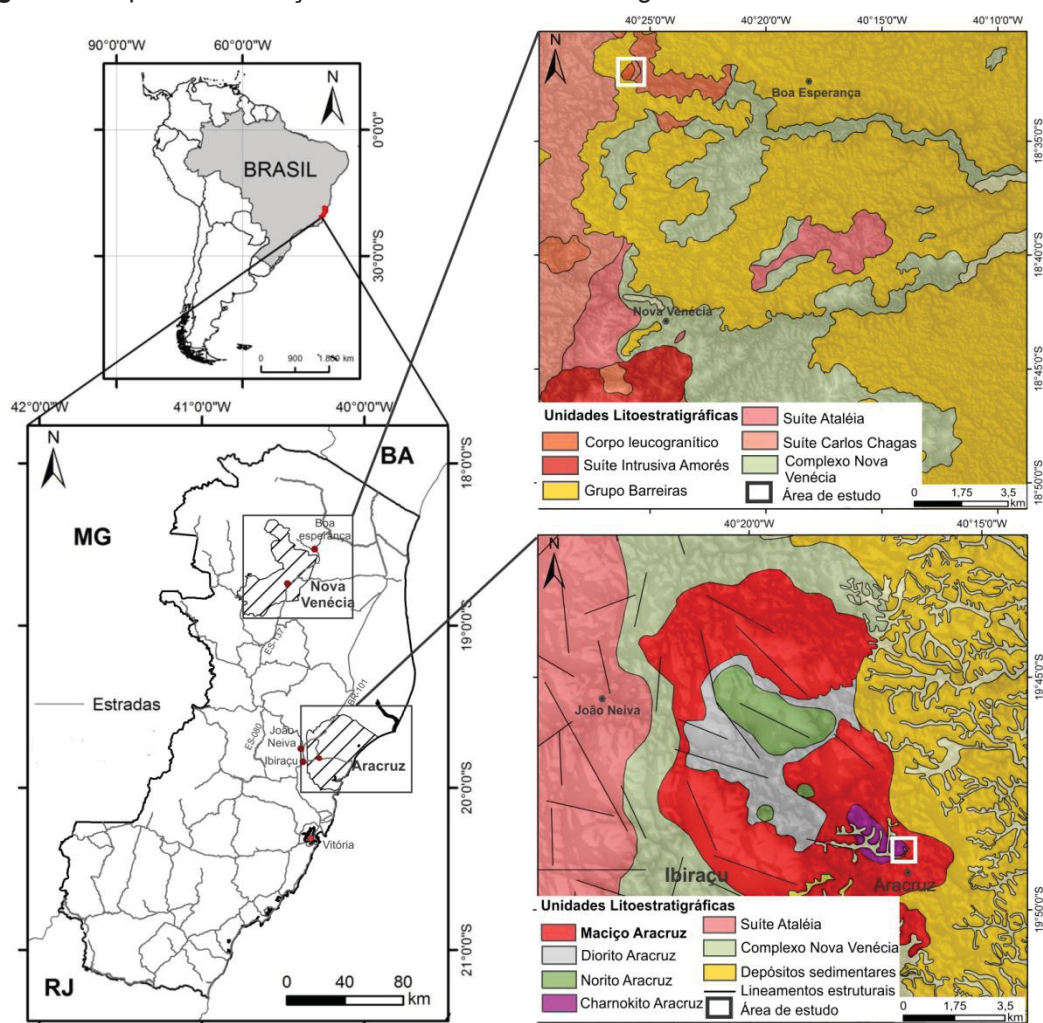 90°0'0"W
60°0'0"W
N
0°0'0"
BRASIL
30°0'0"S
0 900 1.800 km
42°0'0"W
41°0'0"W
40°0'0"W
N
BA
18°0'0"S
MG
Boa
esperança
Nova
Venécia
19°0'0"S
BR-101
Estradas
ES-080
João
Neiva
Ibiraçu
Aracruz
20°0'0"S
Vitória
21°0'0"S
RJ
0 40 80
km
40°25'0"W
40°20'0"W
40°15'0"W
40°10'0"W
N
Boa Esperança
18°35'0"S
18°40'0"S
Nova Venécia
18°45'0"S
Unidades Litoestratigráficas
Corpo leucogranítico
Suíte Intrusiva Amorés
Grupo Barreiras
Suíte Ataléia
Suíte Carlos Chagas
Complexo Nova
Venécia
Área de estudo
0 1,75 3,5
km
18°50'0"S
40°20'0"W
40°15'0"W
N
19°45'0"S
João Neiva
Ibiraçu
Aracruz
19°50'0"S
Unidades Litoestratigráficas
Maciço Aracruz
Diorito Aracruz
Norito Aracruz
Charnokito Aracruz
Suíte Ataléia
Complexo Nova Venécia
Depósitos sedimentares
Lineamentos estruturais
Área de estudo
0 1,75 3,5
km